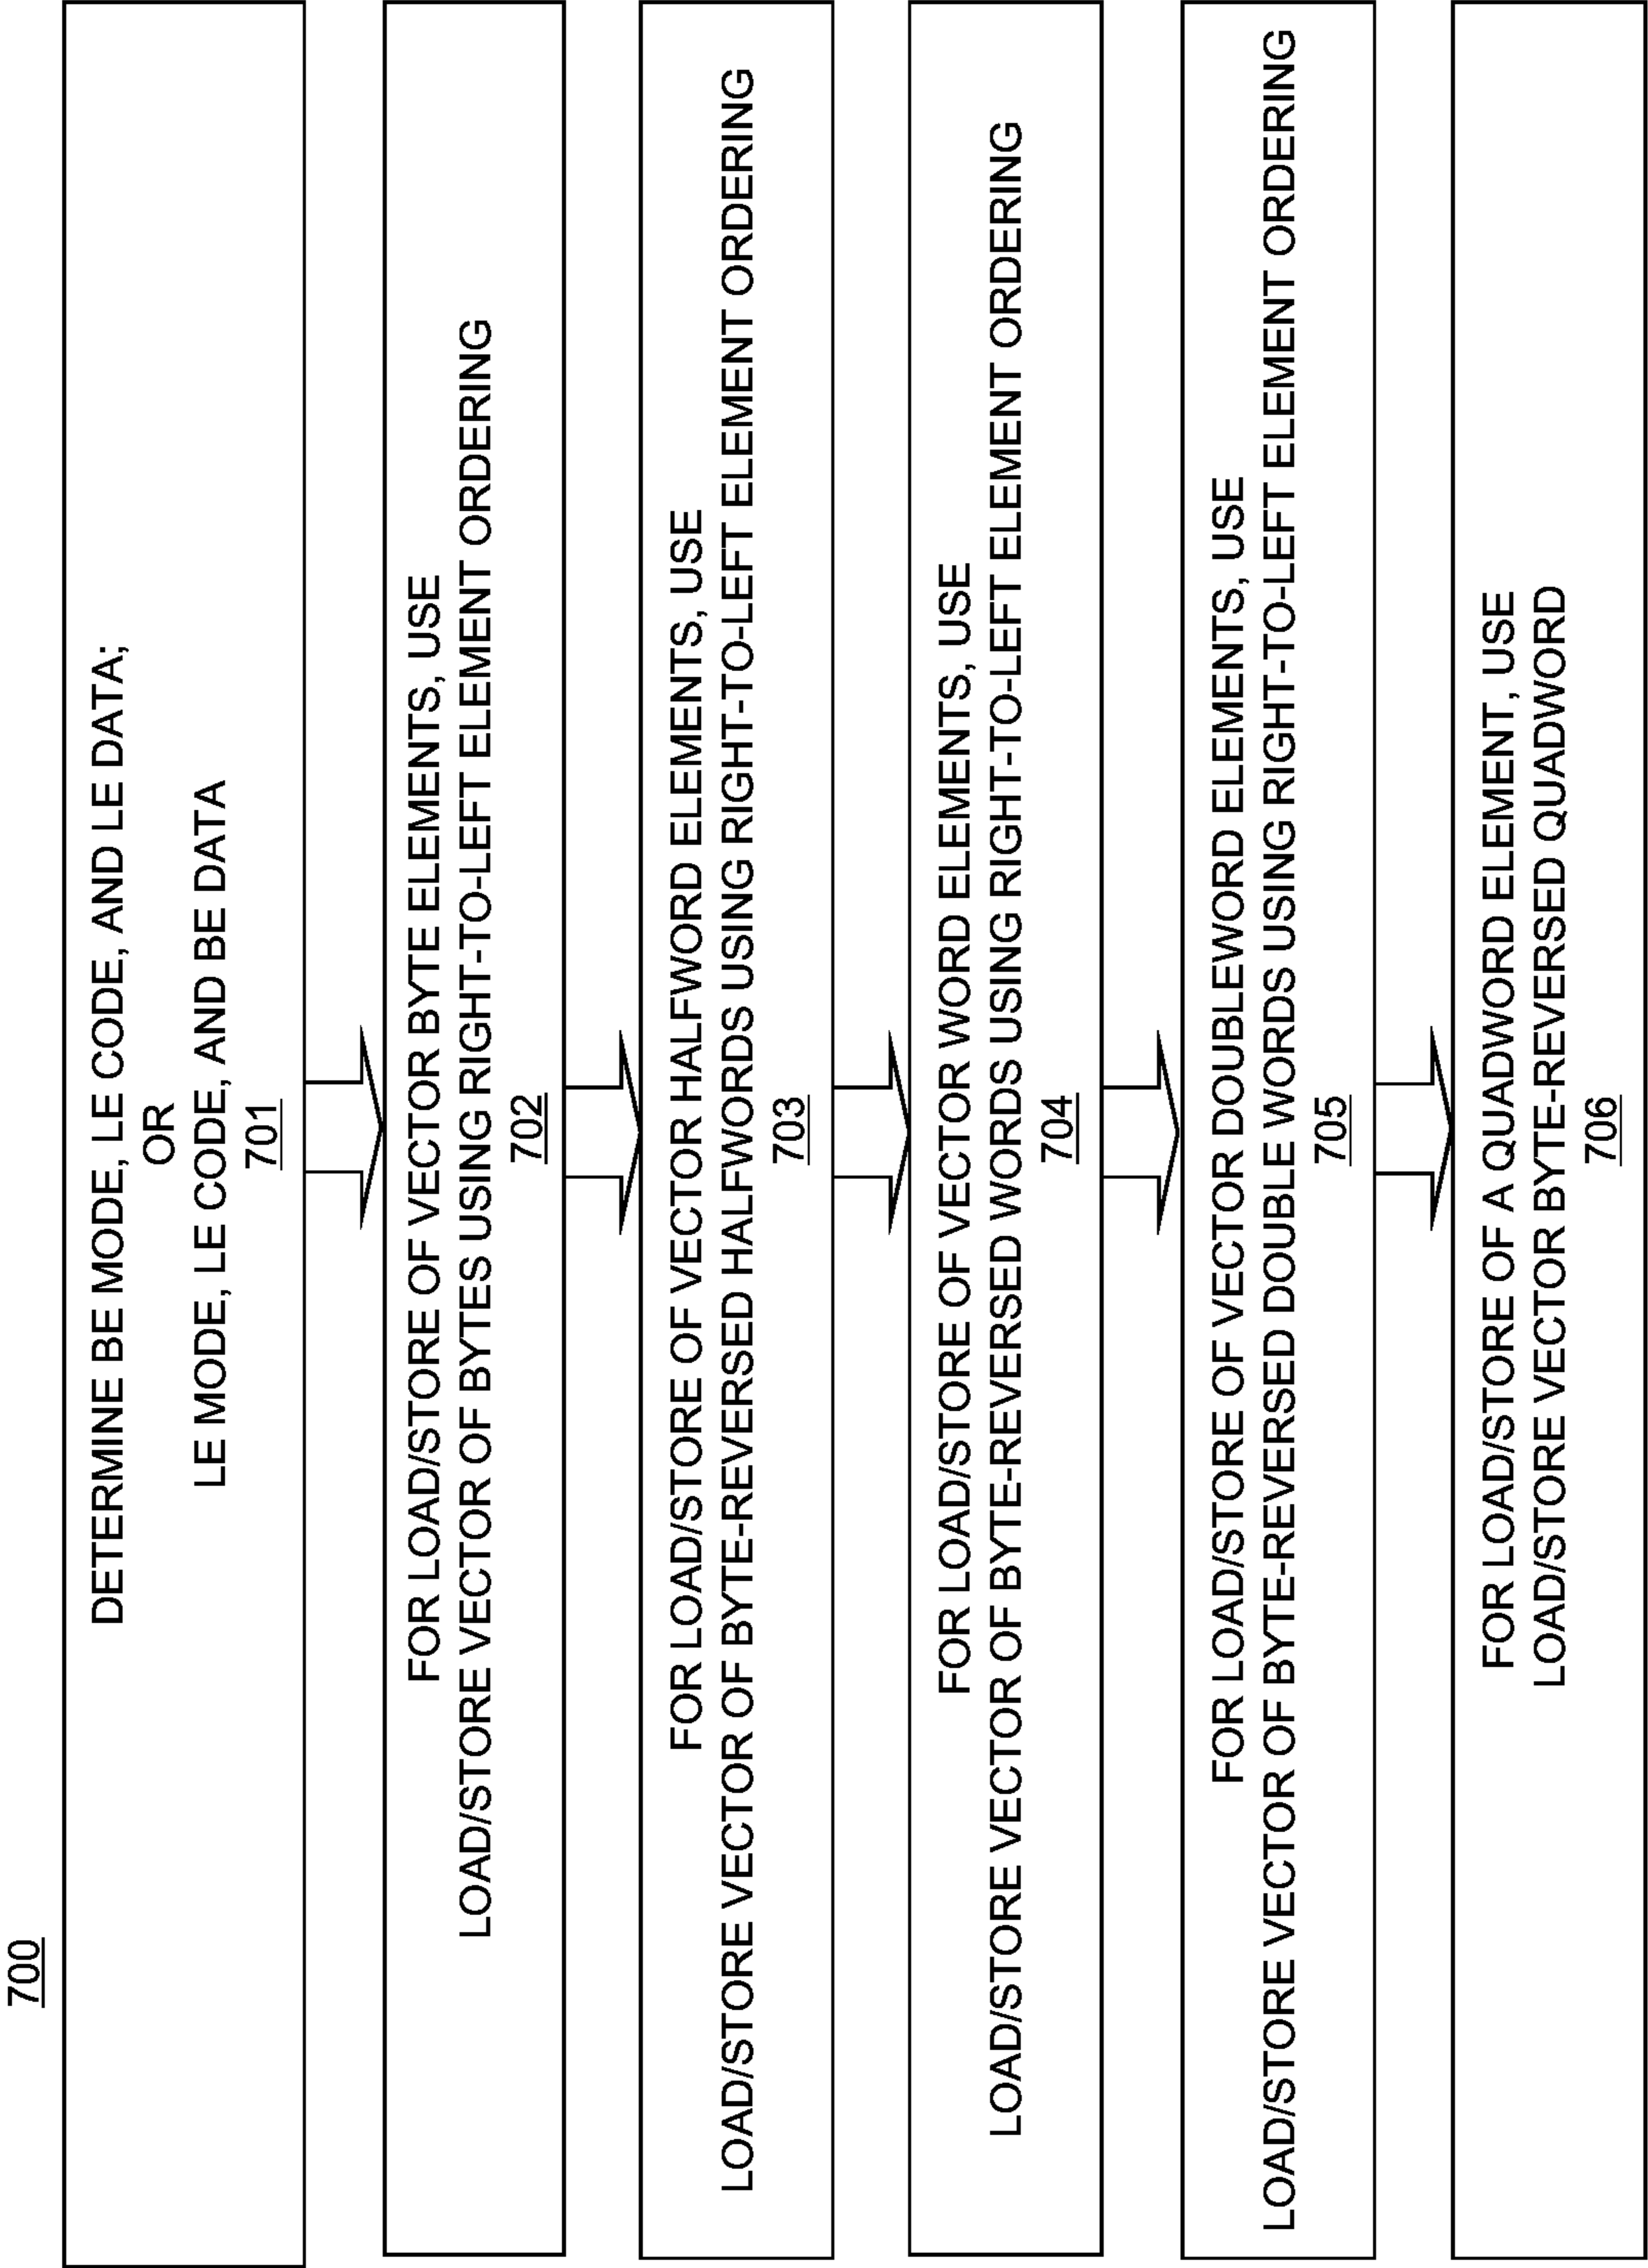 700
DETERMINE BE MODE, LE CODE, AND LE DATA;
OR
LE MODE, LE CODE, AND BE DATA
701
FOR LOAD/STORE OF VECTOR BYTE ELEMENTS, USE
LOAD/STORE VECTOR OF BYTES USING RIGHT-TO-LEFT ELEMENT ORDERING
702
FOR LOAD/STORE OF VECTOR HALFWORD ELEMENTS, USE
LOAD/STORE VECTOR OF BYTE-REVERSED HALFWORDS USING RIGHT-TO-LEFT ELEMENT ORDERING
703
FOR LOAD/STORE OF VECTOR WORD ELEMENTS, USE
LOAD/STORE VECTOR OF BYTE-REVERSED WORDS USING RIGHT-TO-LEFT ELEMENT ORDERING
704
FOR LOAD/STORE OF VECTOR DOUBLEWORD ELEMENTS, USE
LOAD/STORE VECTOR OF BYTE-REVERSED DOUBLE WORDS USING RIGHT-TO-LEFT ELEMENT ORDERING
705
FOR LOAD/STORE OF A QUADWORD ELEMENT, USE
LOAD/STORE VECTOR BYTE-REVERSED QUADWORD
706